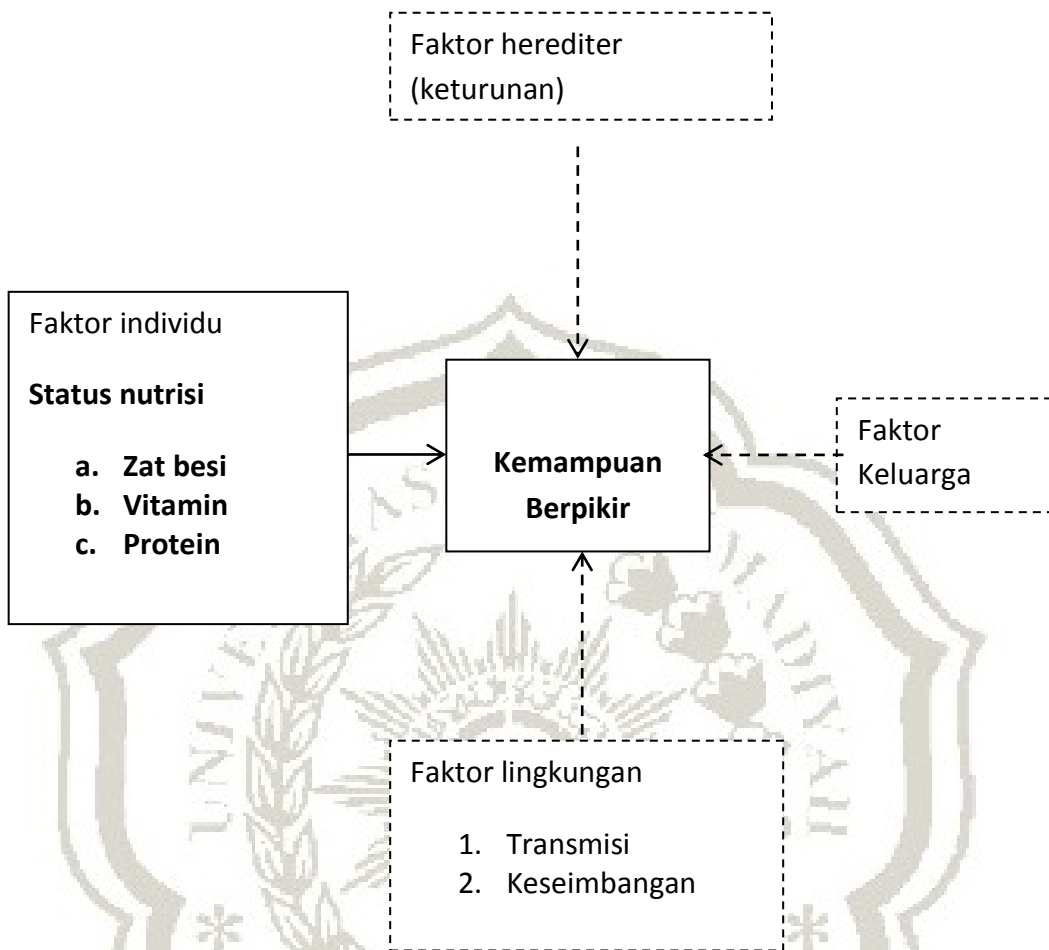 Faktor herediter
(keturunan)
Faktor individu
Status nutrisi
a. Zat besi
b. Vitamin
c. Protein
Kemampuan
Berpikir
Faktor
Keluarga
Faktor lingkungan
1. Transmisi
2. Keseimbangan